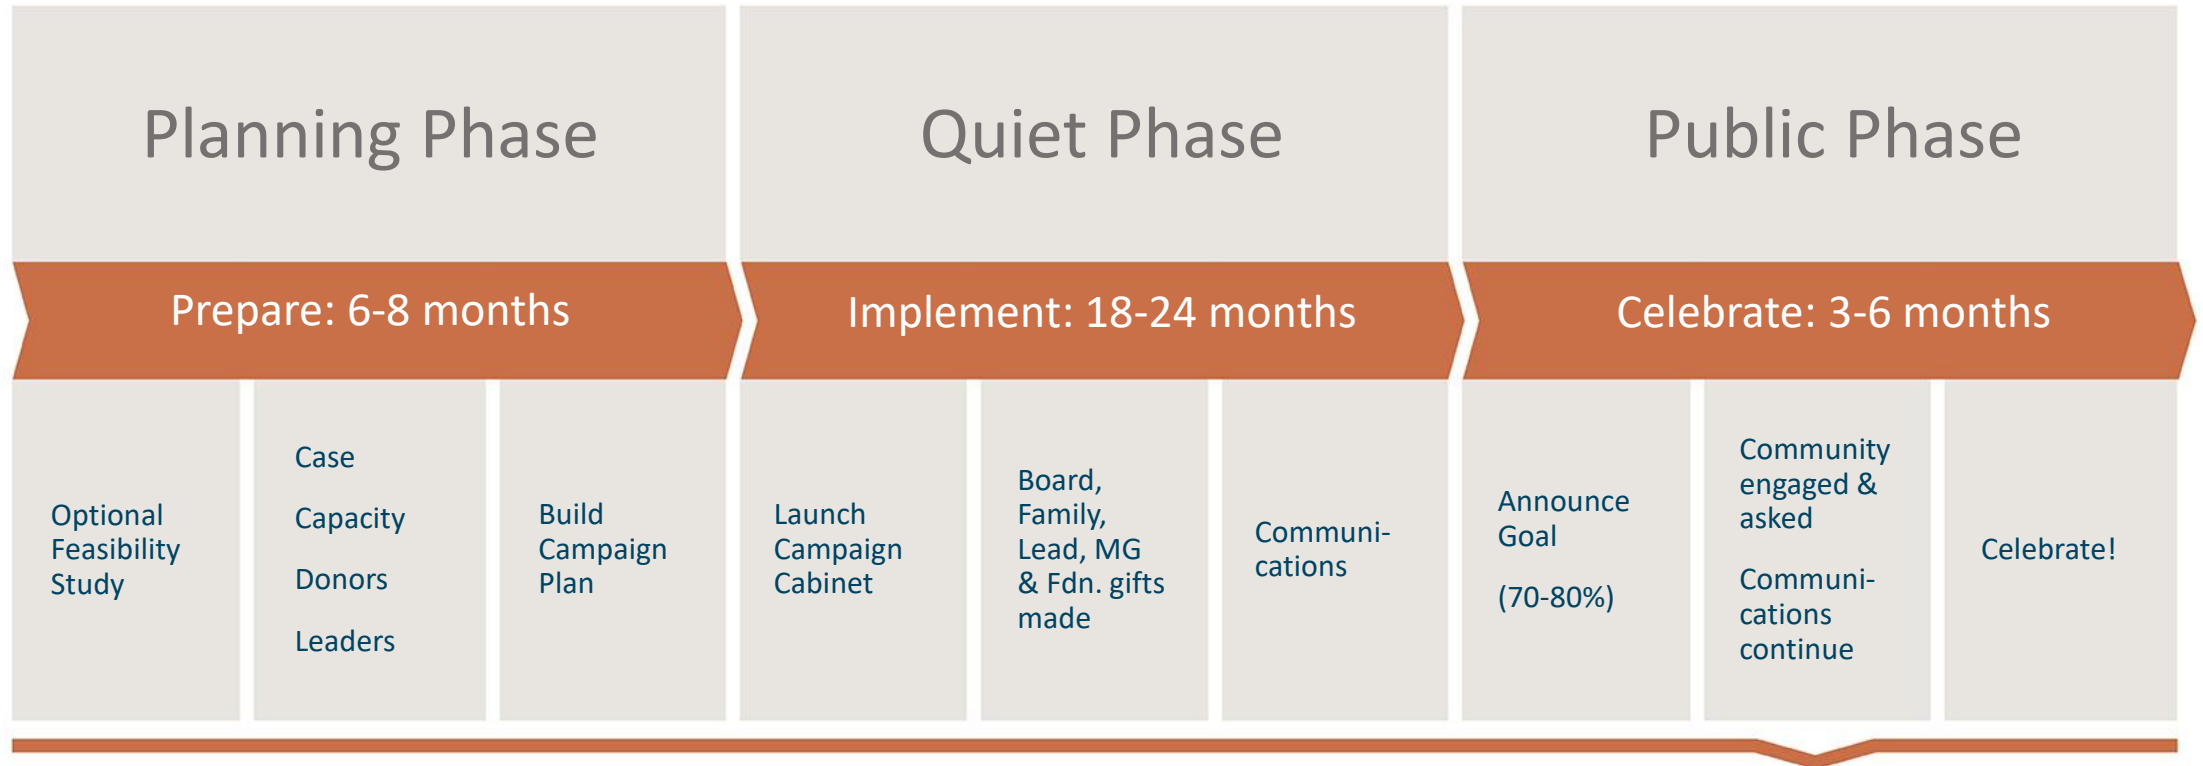 Planning Phase
Quiet Phase
Public Phase
Prepare: 6-8 months
Implement: 18-24 months
Celebrate: 3-6 months
Optional
Feasibility
Study
Case
Capacity
Donors
Leaders
Build
Campaign
Plan
Launch
Campaign
Cabinet
Board,
Family,
Lead, MG
& Fdn. gifts
made
Communi-
cations
Announce
Goal
(70-80%)
Community
engaged &
asked
Communi-
cations
continue
Celebrate!